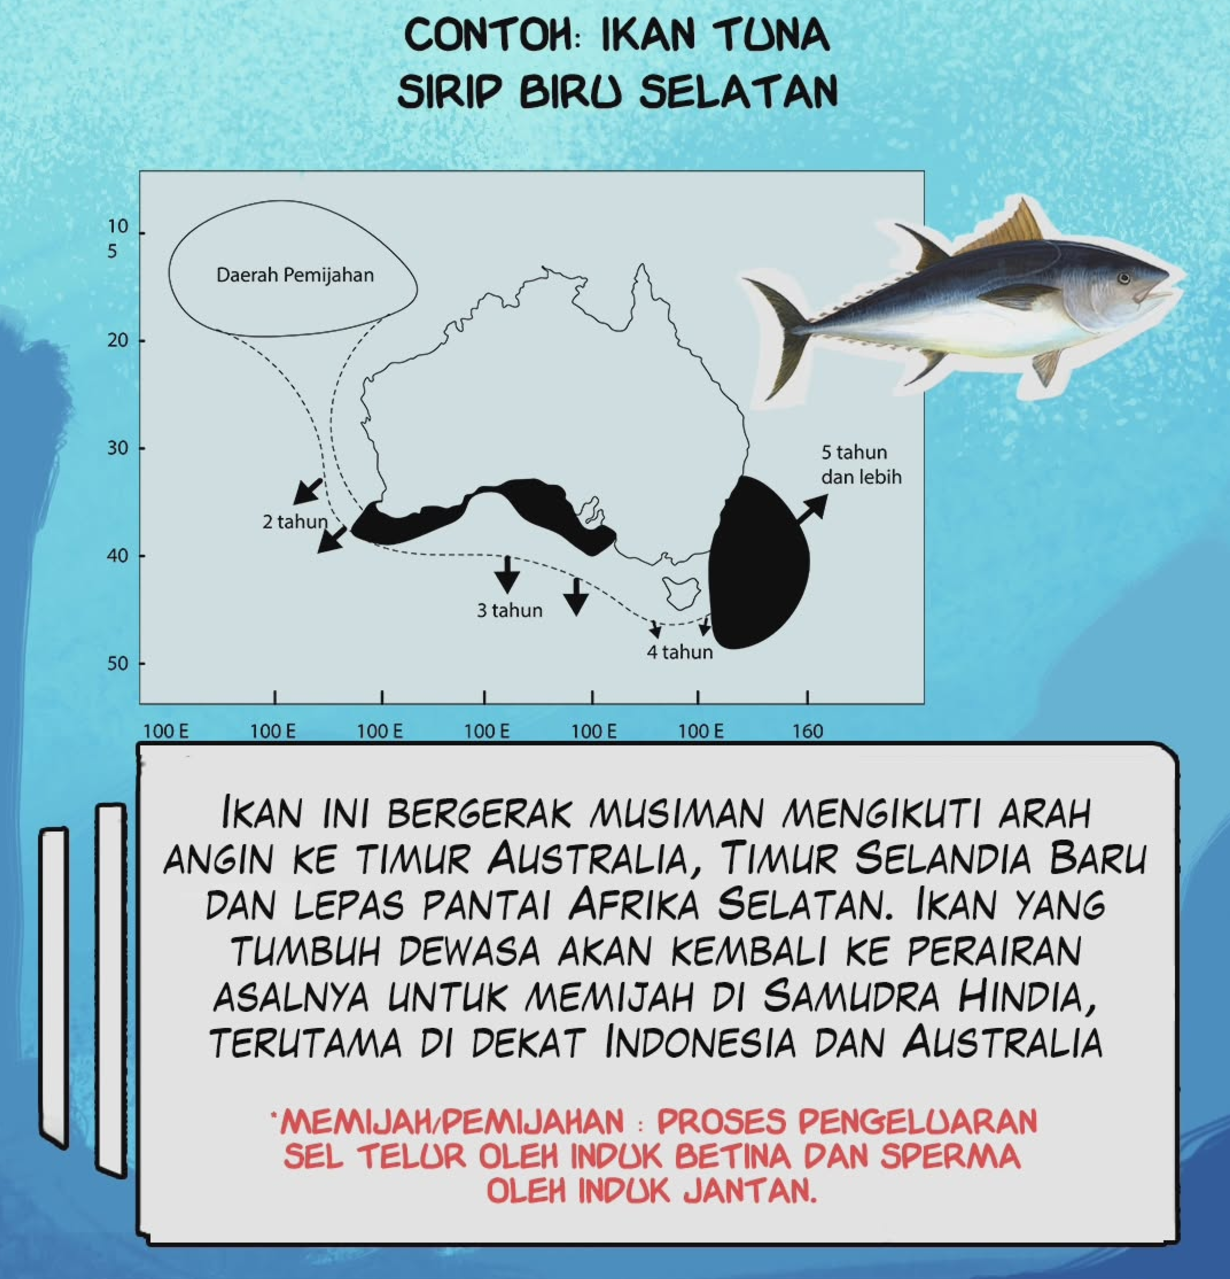 CONTOH: IKAN TUNA
SIRIP BIRU SELATAN
10
5
Daerah Pemijahan
20
30
5 tahun
dan lebih
2 tahun
40
3 tahun
4 tahun
50
100 E 100 E 100 E 100 E 100 E 100 E 160
IKAN INI BERGERAK MUSIMAN MENGIKUTI ARAH
ANGIN KE TIMUR AUSTRALIA, TIMUR SELANDIA BARU
DAN LEPAS PANTAI AFRIKA SELATAN. IKAN YANG
TUMBUH DEWASA AKAN KEMBALI KE PERAIRAN
ASALNYA UNTUK MEMIJAH DI SAMUDRA HINDIA,
TERUTAMA DI DEKAT INDONESIA DAN AUSTRALIA
*MEMIJAH/PEMIJAHAN : PROSES PENGELUARAN
SEL TELUR OLEH INDUK BETINA DAN SPERMA
OLEH INDUK JANTAN.